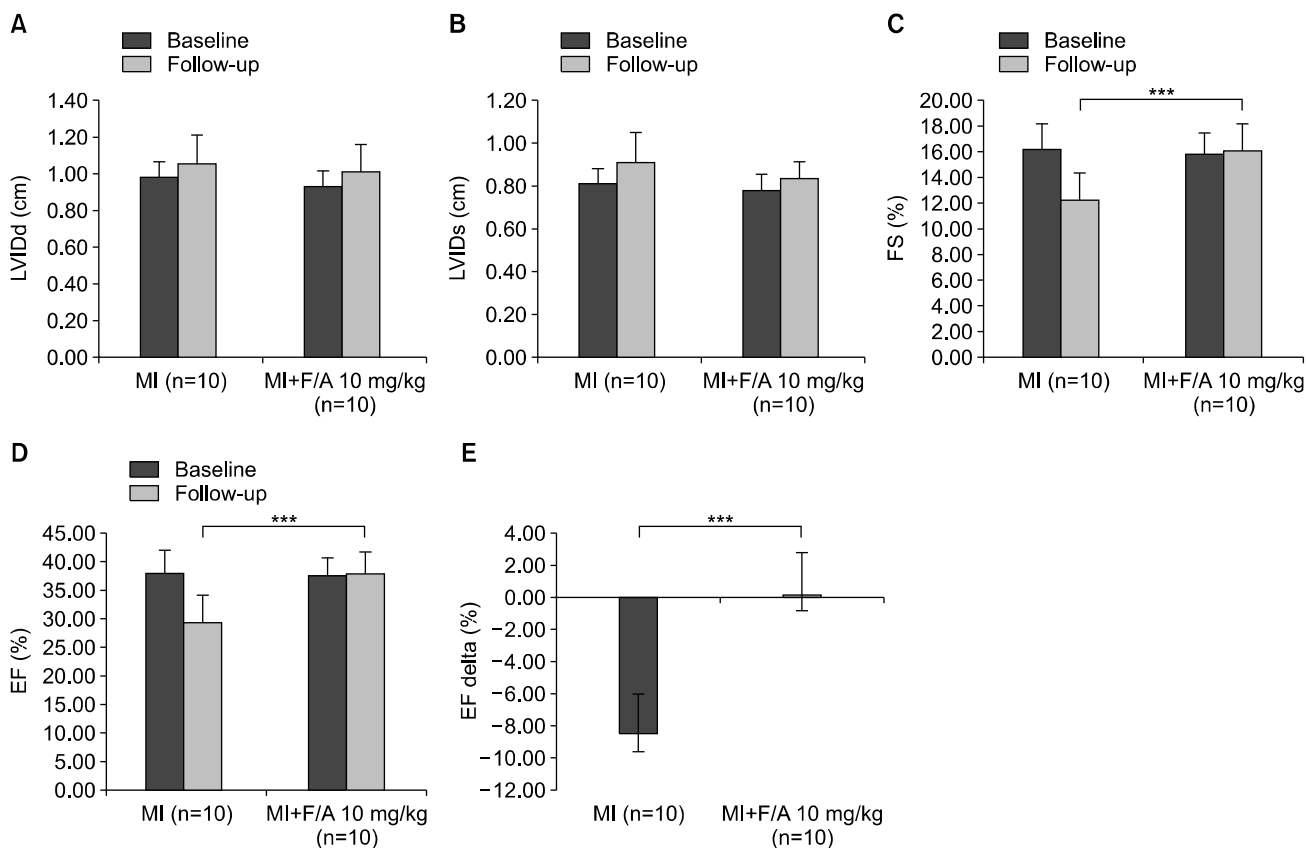 A
Baseline
Follow-up
LVIDd (cm)
1.40
1.20
1.00
0.80
0.60
0.40
0.20
0.00
MI (n=10)
MI+F/A 10 mg/kg
(n=10)
B
Baseline
Follow-up
LVIDs (cm)
1.20
1.00
0.80
0.60
0.40
0.20
0.00
MI (n=10)
MI+F/A 10 mg/kg
(n=10)
C
Baseline
Follow-up
FS (%)
20.00
18.00
16.00
14.00
12.00
10.00
8.00
6.00
4.00
2.00
0.00
***
MI (n=10)
MI+F/A 10 mg/kg
(n=10)
D
Baseline
Follow-up
EF (%)
45.00
40.00
35.00
30.00
25.00
20.00
15.00
10.00
5.00
0.00
***
MI (n=10)
MI+F/A 10 mg/kg
(n=10)
E
EF delta (%)
4.00
2.00
0.00
−2.00
−4.00
−6.00
−8.00
−10.00
−12.00
***
MI (n=10)
MI+F/A 10 mg/kg
(n=10)